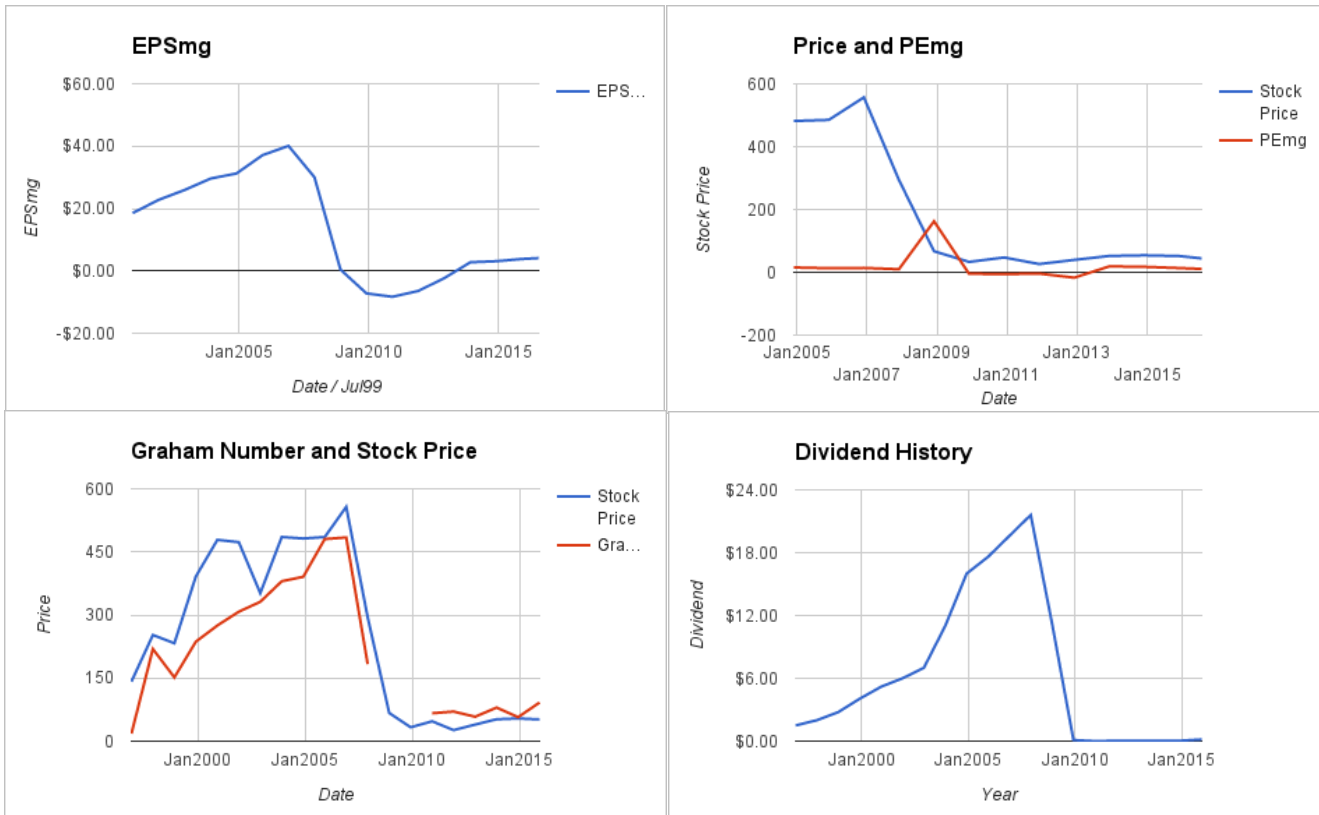 EPSmg
$60.00
$40.00
$20.00
$0.00
-$20.00
EPSmg
Jan2005
Jan2010
Jan2015
Date / Jul99
EPS…
Price and PEmg
600
400
200
0
-200
Stock Price
Jan2005
Jan2009
Jan2013
Jan2007
Jan2011
Jan2015
Date
Stock
Price
PEmg
Graham Number and Stock Price
600
450
300
150
0
Price
Jan2000
Jan2005
Jan2010
Jan2015
Date
Stock
Price
Gra…
Dividend History
$24.00
$18.00
$12.00
$6.00
$0.00
Dividend
Jan2000
Jan2005
Jan2010
Jan2015
Year